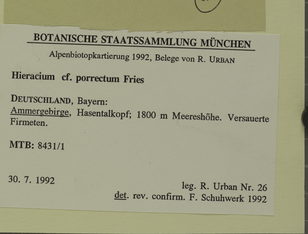 BOTANISCHE STAATSSAMMLUNG MÜNCHEN
Alpenbiotopkartierung 1992, Belege von R. URBAN
Hieracium cf. porrectum Fries
DEUTSCHLAND, Bayern:
Ammergebirge, Hasentalkopf; 1800 m Meereshöhe. Versauerte
Firmeten.
MTB: 8431/1
30. 7. 1992
leg. R. Urban Nr. 26
det. rev. confirm. F. Schuhwerk 1992